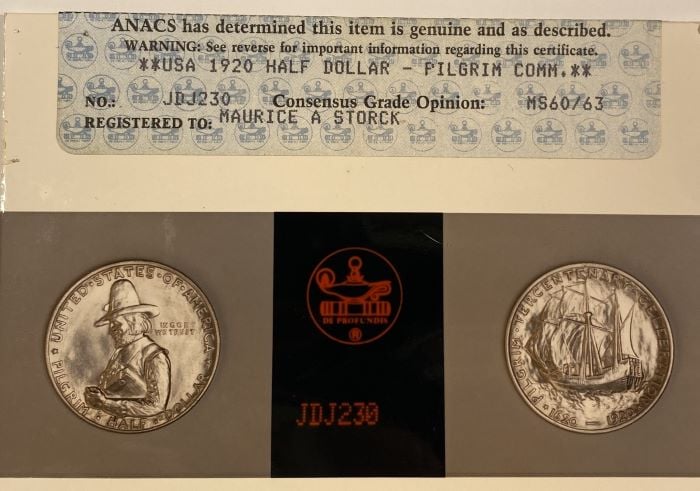 ANACS has determined this item is genuine and as described.
WARNING: See reverse for important information regarding this certificate.
**USA 1920 HALF DOLLAR - PILGRIM COMM.**
NO.: JDJ230 Consensus Grade Opinion: MS60/63
REGISTERED TO: MAURICE A STORCK
UNITED·STATES·OF·AMERICA
IN GOD WE TRUST
PILGRIM HALF DOLLAR
DE PROFUNDIS
®
JDJ230
PILGRIM·TERCENTENARY·CELEBRATION
1620 — 1920